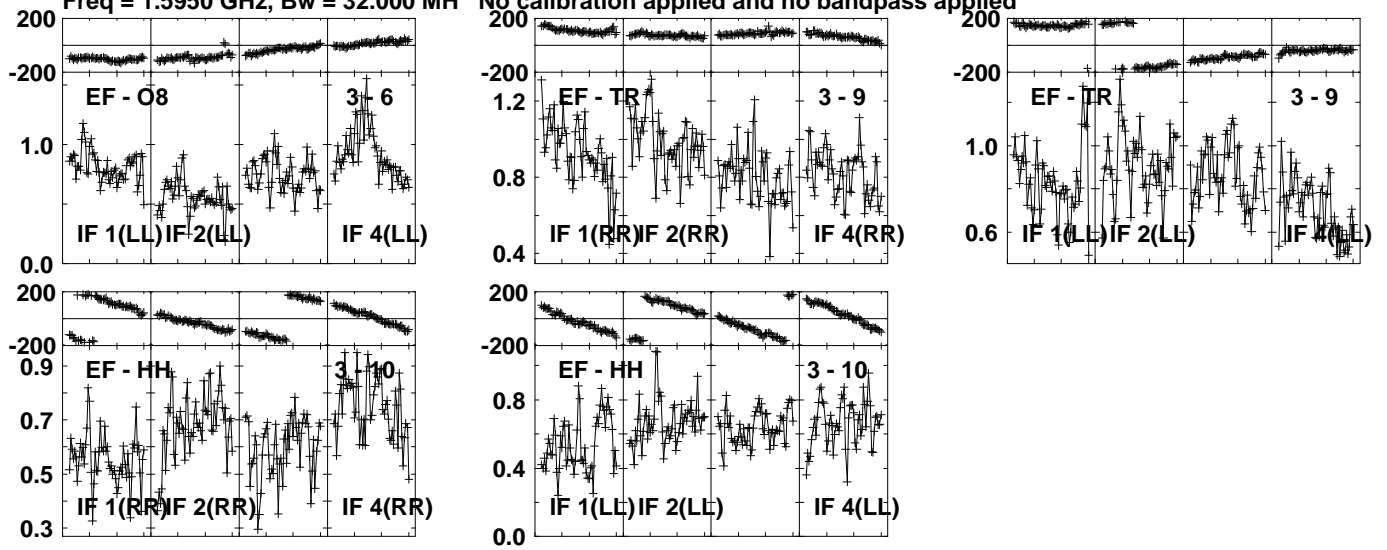 Freq = 1.5950 GHz, Bw = 32.000 MH No calibration applied and no bandpass applied
200
-200
EF - O8 3 - 6
1.0
0.0
IF 1(LL) IF 2(LL) IF 4(LL)
200
-200
EF - TR 3 - 9
1.2
0.8
0.4
IF 1(RR) IF 2(RR) IF 4(RR)
200
-200
EF - TR 3 - 9
1.0
0.6
IF 1(LL) IF 2(LL) IF 4(LL)
200
-200
EF - HH 3 - 10
0.9
0.7
0.5
0.3
IF 1(RR) IF 2(RR) IF 4(RR)
200
-200
EF - HH 3 - 10
0.8
0.4
0.0
IF 1(LL) IF 2(LL) IF 4(LL)